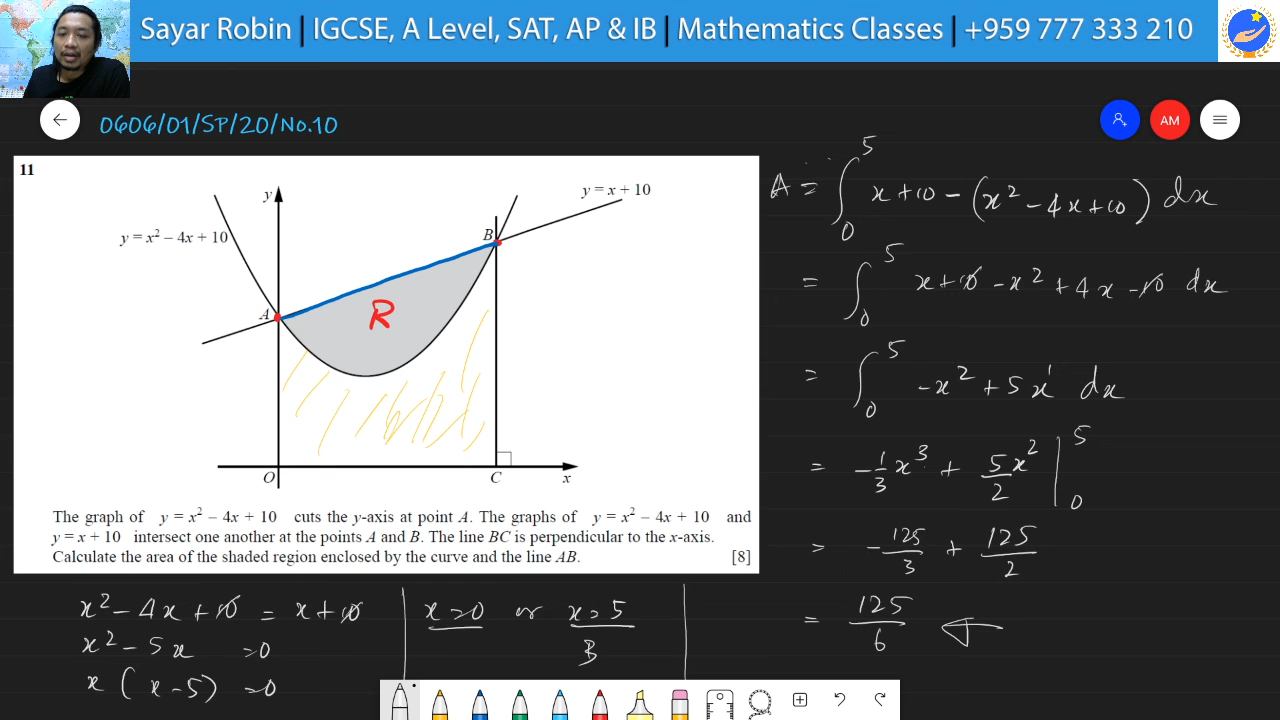 Sayar Robin | IGCSE, A Level, SAT, AP & IB | Mathematics Classes | +959 777 333 210
0606/01/SP/20/No.10
AM
11
y
y = x + 10
y = x² − 4x + 10
B
A
R
O
C
x
The graph of y = x² − 4x + 10 cuts the y-axis at point A. The graphs of y = x² − 4x + 10 and
y = x + 10 intersect one another at the points A and B. The line BC is perpendicular to the x-axis.
Calculate the area of the shaded region enclosed by the curve and the line AB. [8]
x² − 4x + 10 = x + 10
x² − 5x = 0
x (x − 5) = 0
x = 0 or x = 5
B
A = ∫₀⁵ x + 10 − (x² − 4x + 10) dx
= ∫₀⁵ x + 10 − x² + 4x − 10 dx
= ∫₀⁵ −x² + 5x¹ dx
= −1/3 x³ + 5x²/2 |₀⁵
= −125/3 + 125/2
= 125/6